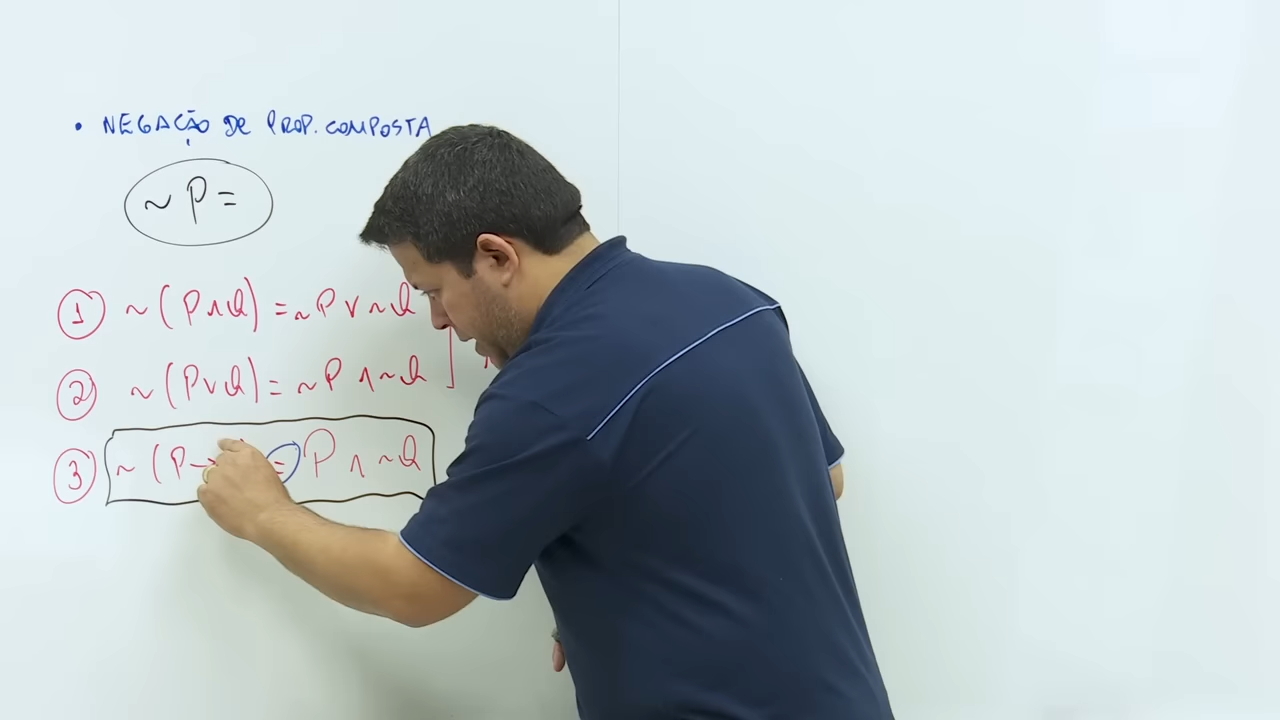 • NEGAÇÃO DE PROP. COMPOSTA
~ P =
1 ~ (P ∧ Q) = ~P ∨ ~Q
2 ~ (P ∨ Q) = ~P ∧ ~Q
3 ~ (P → = P ∧ ~Q